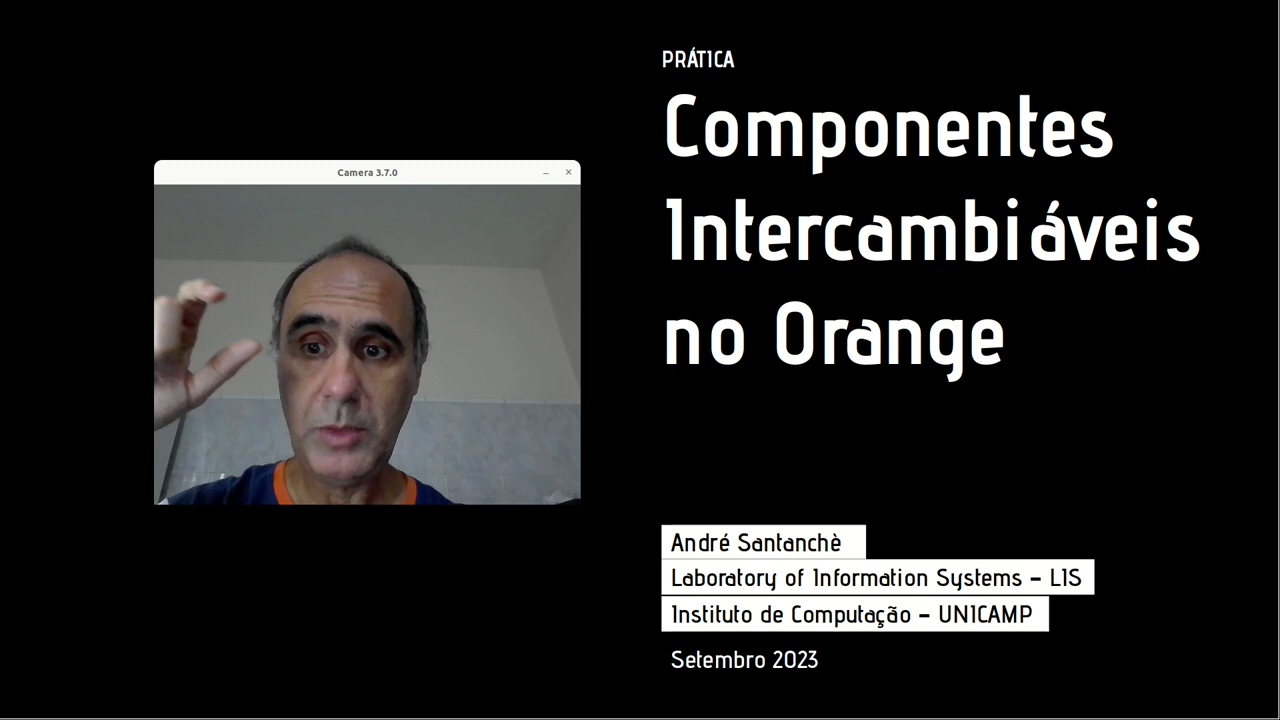 PRÁTICA
Componentes
Intercambiáveis
no Orange
Camera 3.7.0
André Santanchè
Laboratory of Information Systems – LIS
Instituto de Computação – UNICAMP
Setembro 2023